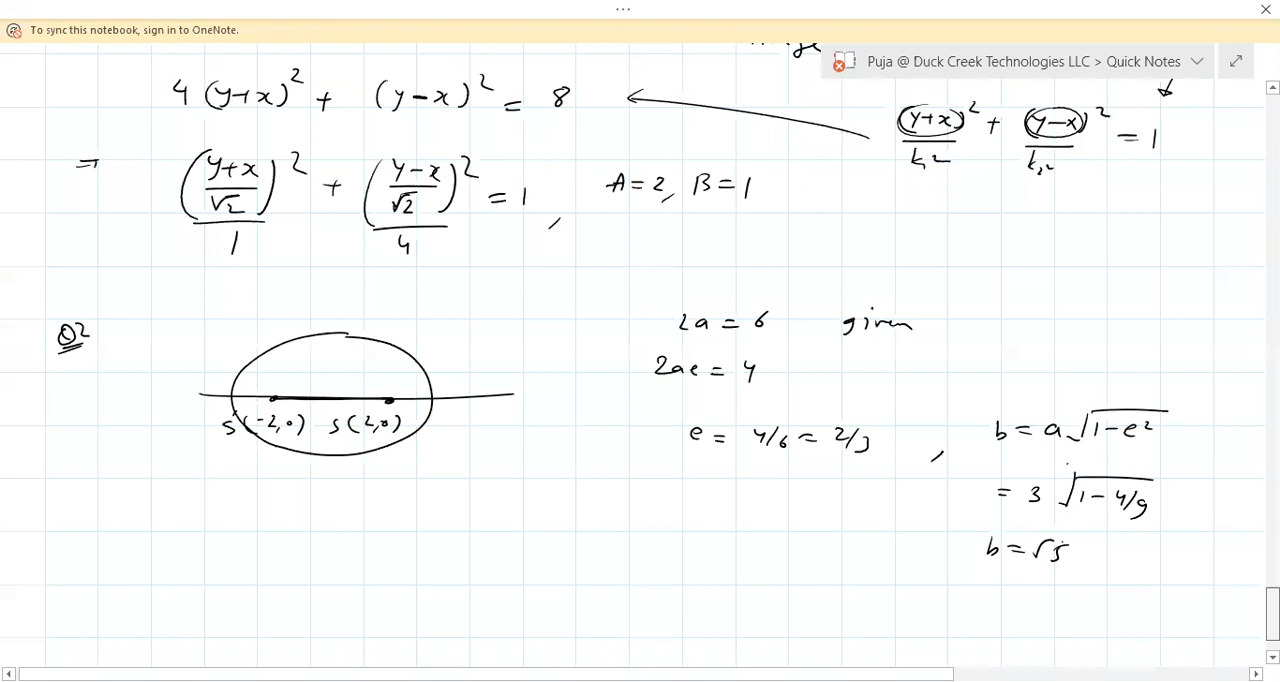 To sync this notebook, sign in to OneNote.
Puja @ Duck Creek Technologies LLC > Quick Notes
4 (y+x)² + (y-x)² = 8
(y+x)²/k₁² + (y-x)²/k₂² = 1
⇒ ((y+x)/√2)²/1 + ((y-x)/√2)²/4 = 1, A=2, B=1
Q2
2a = 6 given
2ae = 4
S'(-2,0) S(2,0)
e = 4/6 = 2/3, b = a√(1-e²)
= 3 √(1-4/9)
b = √5